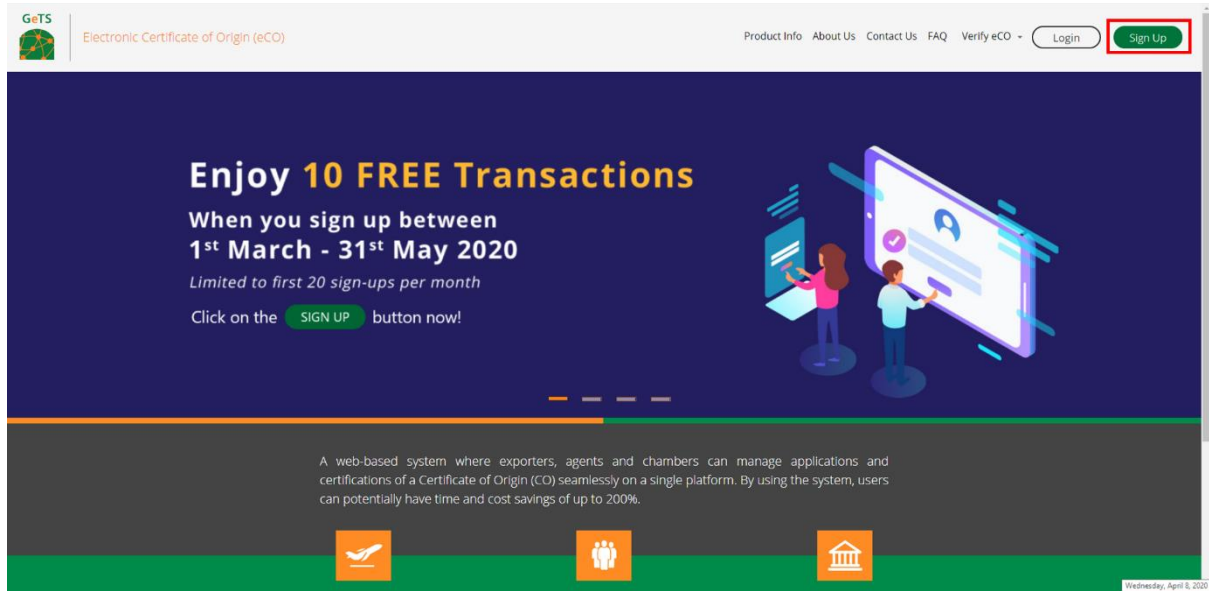 GeTS
Electronic Certificate of Origin (eCO)
Product Info About Us Contact Us FAQ Verify eCO Login Sign Up
Enjoy 10 FREE Transactions
When you sign up between
1st March - 31st May 2020
Limited to first 20 sign-ups per month
Click on the SIGN UP button now!
A web-based system where exporters, agents and chambers can manage applications and
certifications of a Certificate of Origin (CO) seamlessly on a single platform. By using the system, users
can potentially have time and cost savings of up to 200%.
Wednesday, April 8, 2020